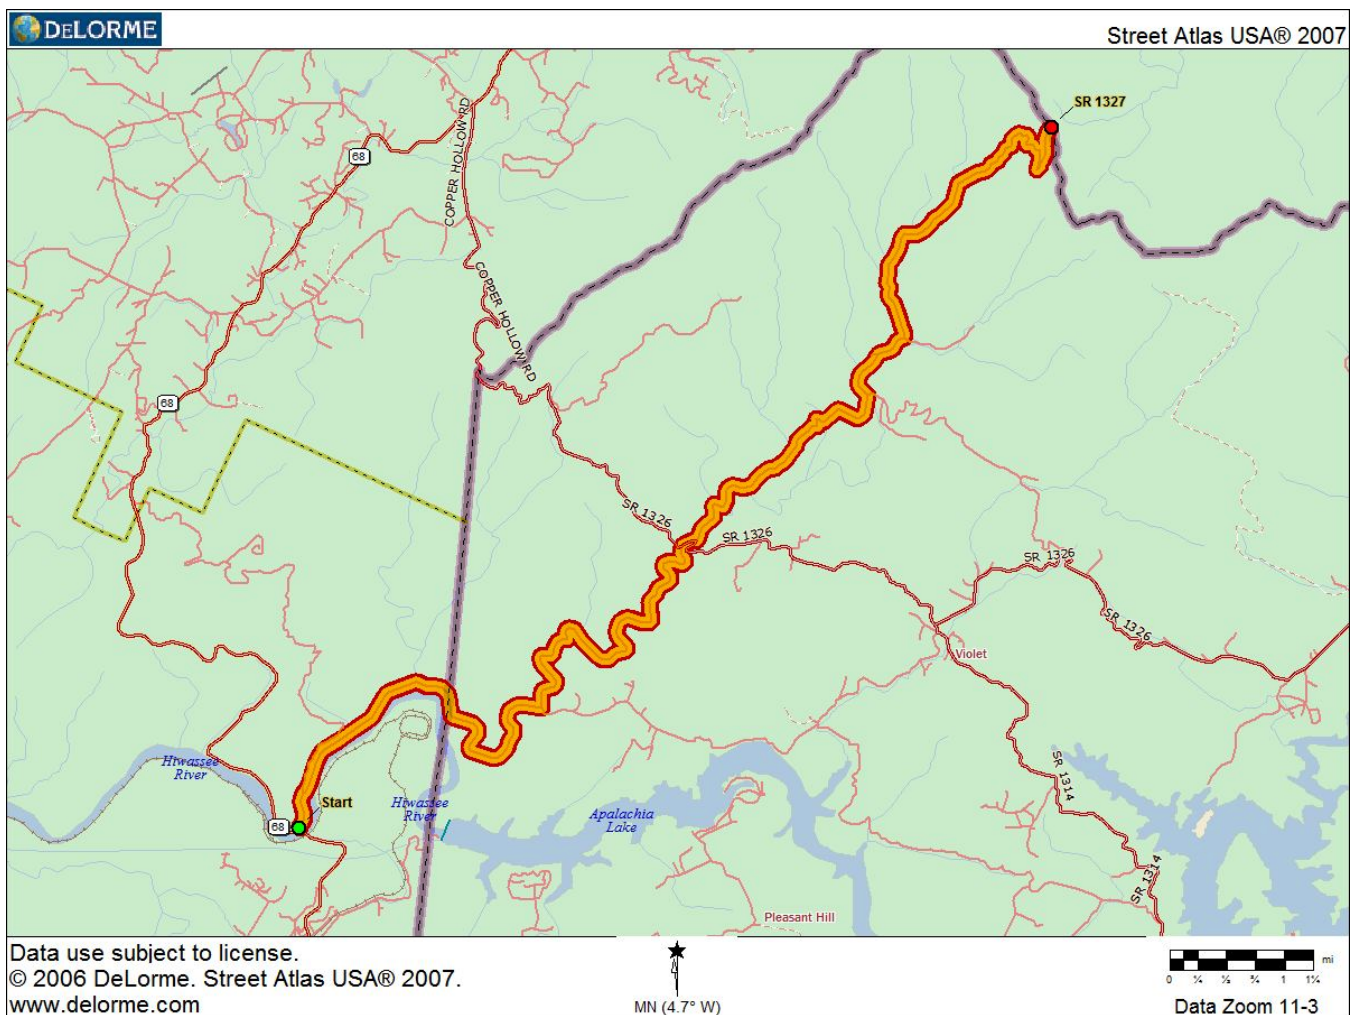 DELORME
Street Atlas USA® 2007
SR 1327
68
COPPER HOLLOW RD
COPPER HOLLOW RD
68
SR 1326
SR 1326
SR 1326
SR 1326
Violet
Hiwassee
River
Start
Hiwassee
River
68
Apalachia
Lake
SR 1314
SR 1314
Pleasant Hill
Data use subject to license.
© 2006 DeLorme. Street Atlas USA® 2007.
www.delorme.com
MN (4.7° W)
mi
0 ¼ ½ ¾ 1 1¼
Data Zoom 11-3